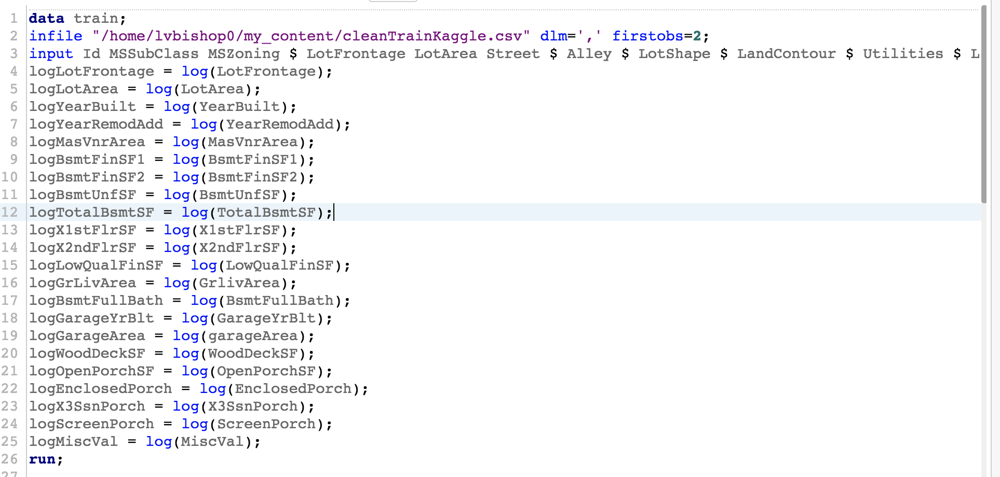 1 data train;
2 infile "/home/lvbishop0/my_content/cleanTrainKaggle.csv" dlm=',' firstobs=2;
3 input Id MSSubClass MSZoning $ LotFrontage LotArea Street $ Alley $ LotShape $ LandContour $ Utilities $ L
4 logLotFrontage = log(LotFrontage);
5 logLotArea = log(LotArea);
6 logYearBuilt = log(YearBuilt);
7 logYearRemodAdd = log(YearRemodAdd);
8 logMasVnrArea = log(MasVnrArea);
9 logBsmtFinSF1 = log(BsmtFinSF1);
10 logBsmtFinSF2 = log(BsmtFinSF2);
11 logBsmtUnfSF = log(BsmtUnfSF);
12 logTotalBsmtSF = log(TotalBsmtSF);
13 logX1stFlrSF = log(X1stFlrSF);
14 logX2ndFlrSF = log(X2ndFlrSF);
15 logLowQualFinSF = log(LowQualFinSF);
16 logGrLivArea = log(GrlivArea);
17 logBsmtFullBath = log(BsmtFullBath);
18 logGarageYrBlt = log(GarageYrBlt);
19 logGarageArea = log(garageArea);
20 logWoodDeckSF = log(WoodDeckSF);
21 logOpenPorchSF = log(OpenPorchSF);
22 logEnclosedPorch = log(EnclosedPorch);
23 logX3SsnPorch = log(X3SsnPorch);
24 logScreenPorch = log(ScreenPorch);
25 logMiscVal = log(MiscVal);
26 run;
27